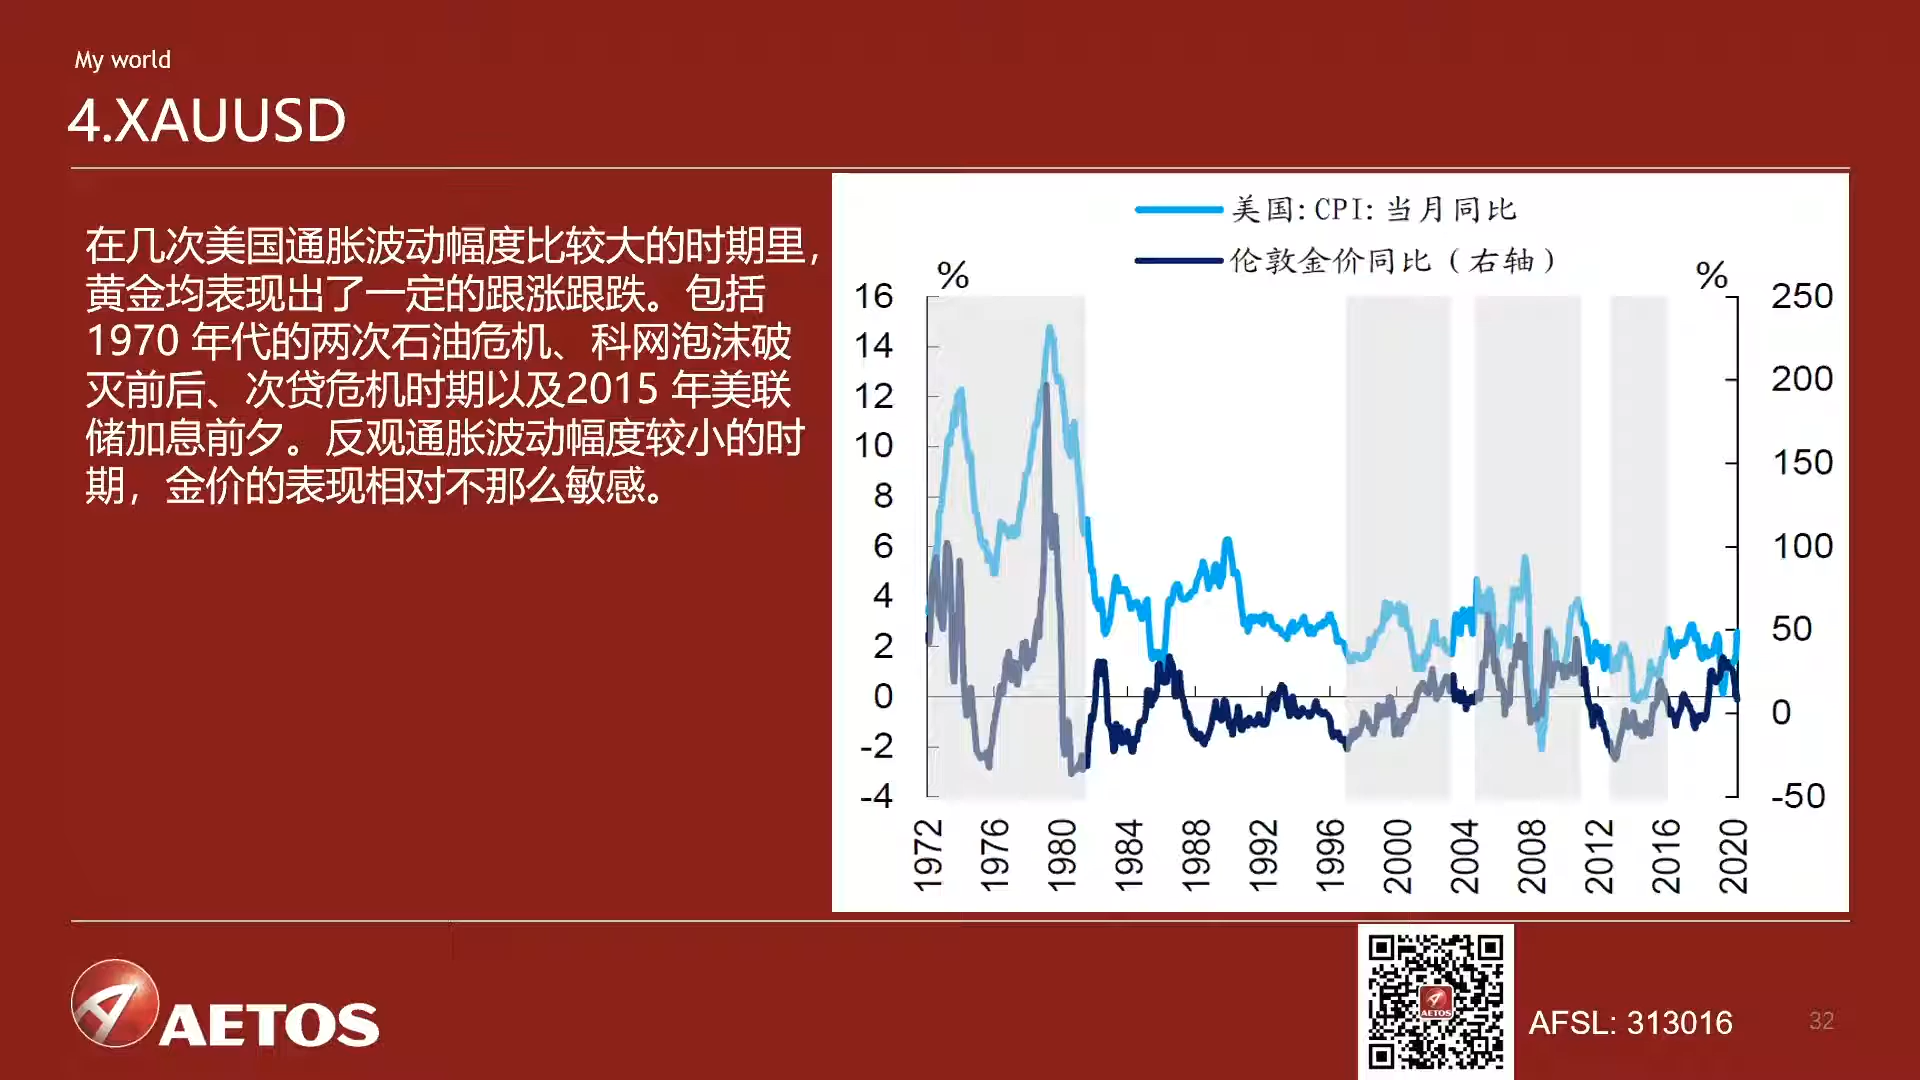 My world
4.XAUUSD
在几次美国通胀波动幅度比较大的时期里，
黄金均表现出了一定的跟涨跟跌。包括
1970 年代的两次石油危机、科网泡沫破
灭前后、次贷危机时期以及2015 年美联
储加息前夕。反观通胀波动幅度较小的时
期，金价的表现相对不那么敏感。
美国:CPI:当月同比
伦敦金价同比（右轴）
% %
16 250
14
12 200
10
8 150
6 100
4
2 50
0 0
-2
-4 -50
1972 1976 1980 1984 1988 1992 1996 2000 2004 2008 2012 2016 2020
AETOS
AETOS
AFSL: 313016
32